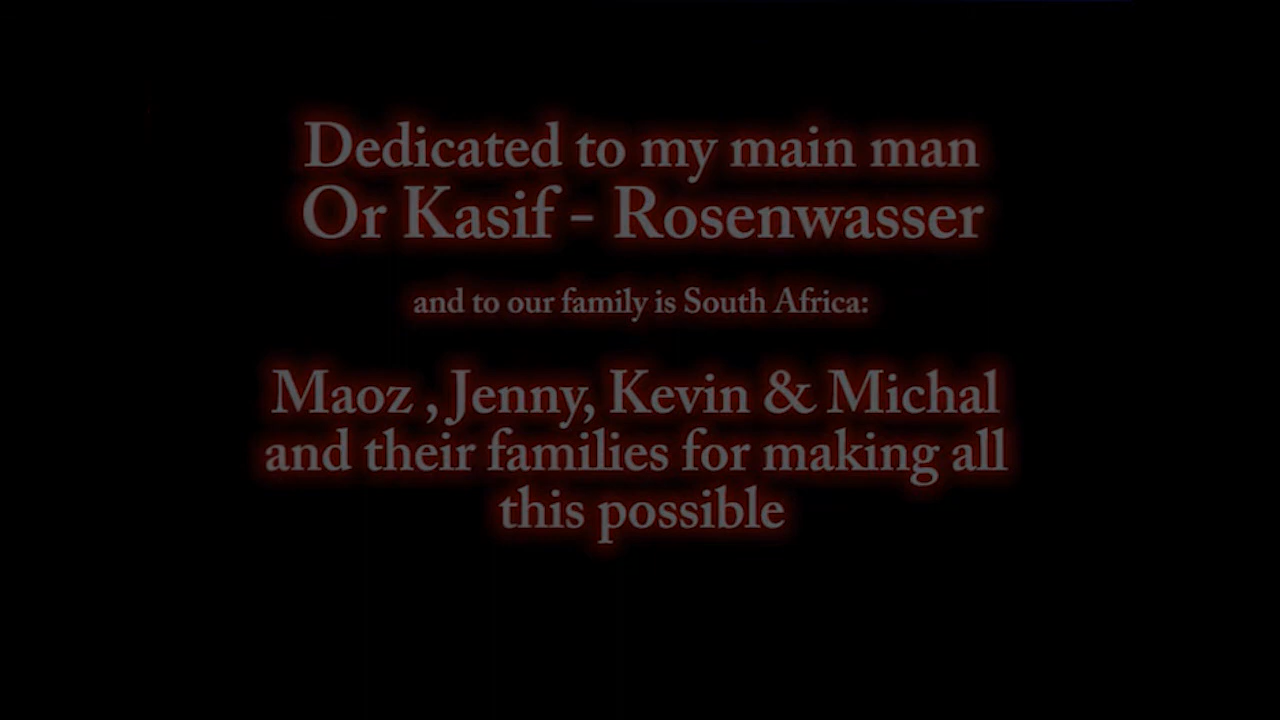 Dedicated to my main man
Or Kasif - Rosenwasser
and to our family is South Africa:
Maoz , Jenny, Kevin & Michal
and their families for making all
this possible